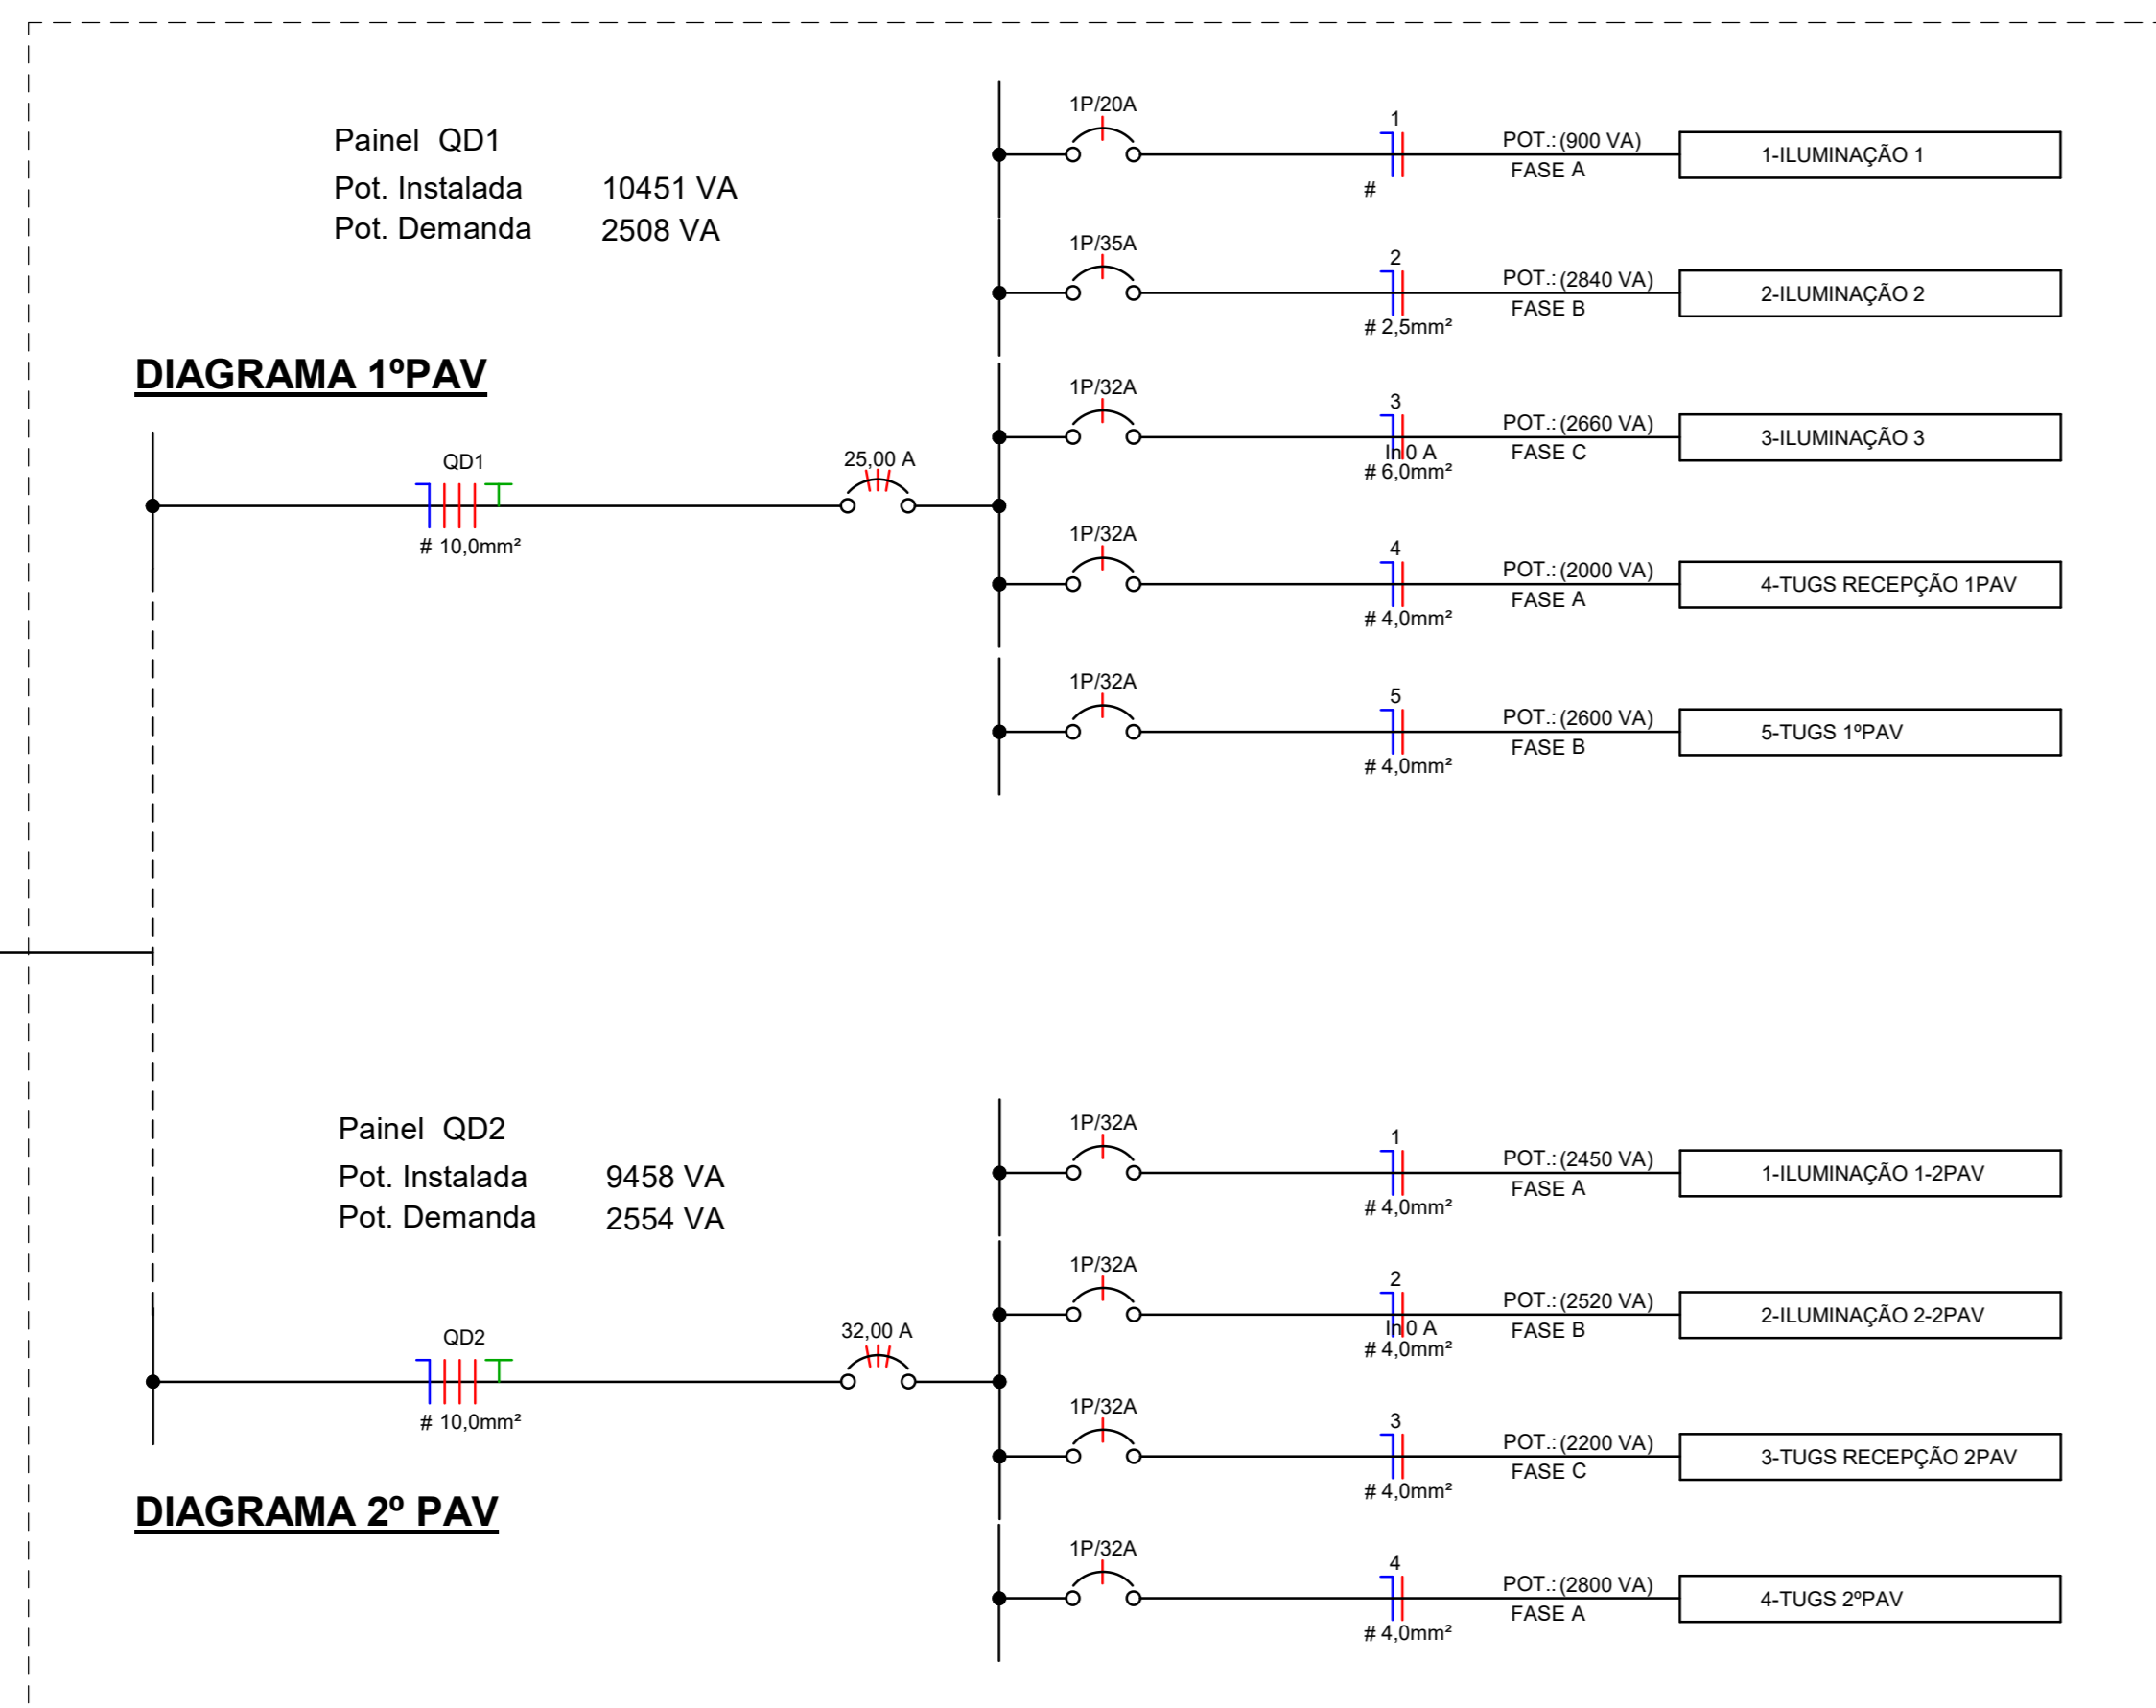 Painel QD1
Pot. Instalada 10451 VA
Pot. Demanda 2508 VA
DIAGRAMA 1ºPAV
QD1
# 10,0mm²
25,00 A
1P/20A
1
#
POT.: (900 VA)
FASE A
1-ILUMINAÇÃO 1
1P/35A
2
# 2,5mm²
POT.: (2840 VA)
FASE B
2-ILUMINAÇÃO 2
1P/32A
3
In 0 A
# 6,0mm²
POT.: (2660 VA)
FASE C
3-ILUMINAÇÃO 3
1P/32A
4
# 4,0mm²
POT.: (2000 VA)
FASE A
4-TUGS RECEPÇÃO 1PAV
1P/32A
5
# 4,0mm²
POT.: (2600 VA)
FASE B
5-TUGS 1ºPAV
Painel QD2
Pot. Instalada 9458 VA
Pot. Demanda 2554 VA
QD2
# 10,0mm²
32,00 A
DIAGRAMA 2º PAV
1P/32A
1
# 4,0mm²
POT.: (2450 VA)
FASE A
1-ILUMINAÇÃO 1-2PAV
1P/32A
2
In 0 A
# 4,0mm²
POT.: (2520 VA)
FASE B
2-ILUMINAÇÃO 2-2PAV
1P/32A
3
# 4,0mm²
POT.: (2200 VA)
FASE C
3-TUGS RECEPÇÃO 2PAV
1P/32A
4
# 4,0mm²
POT.: (2800 VA)
FASE A
4-TUGS 2ºPAV